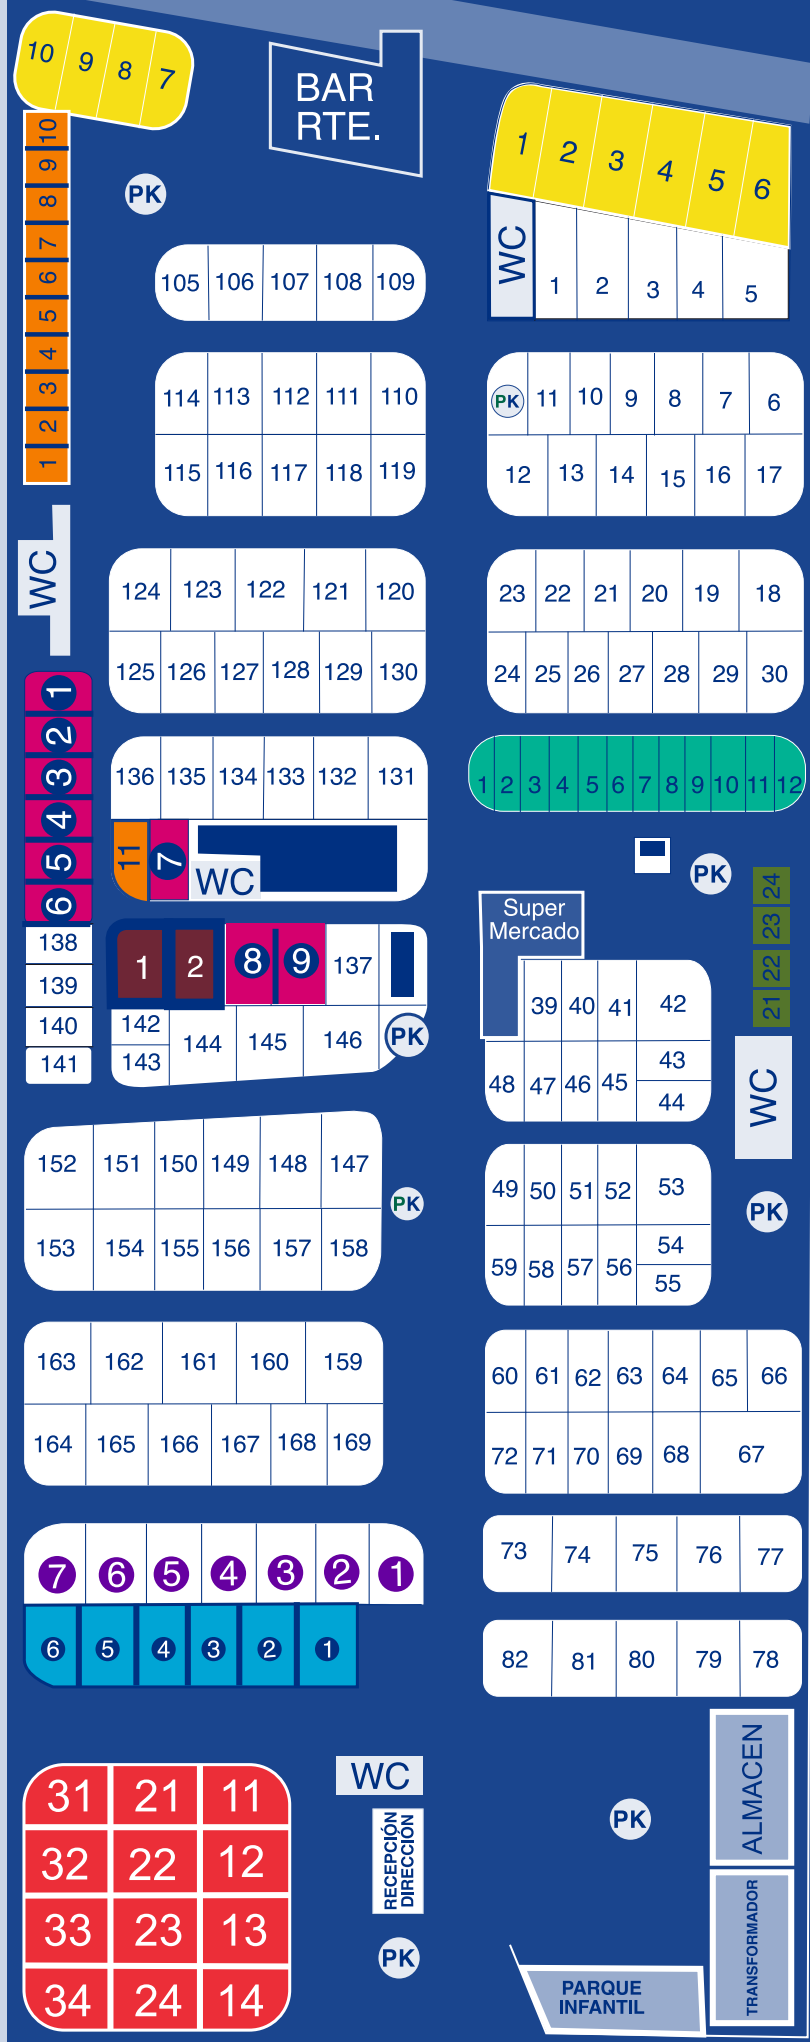 10 9 8 7
BAR
RTE.
1 2 3 4 5 6
10
9
8
7
6
5
4
3
2
1
PK
WC
1 2 3 4 5
105 106 107 108 109
114 113 112 111 110
115 116 117 118 119
PK 11 10 9 8 7 6
12 13 14 15 16 17
WC
124 123 122 121 120
125 126 127 128 129 130
23 22 21 20 19 18
24 25 26 27 28 29 30
1
2
3
4
5
6
138
139
140
141
136 135 134 133 132 131
11 7 WC
1 2 3 4 5 6 7 8 9 10 11 12
PK
1 2 8 9 137
142
143
144 145 146 PK
Super
Mercado
39 40 41 42
48 47 46 45
43
44
24
23
22
21
WC
PK
152 151 150 149 148 147
153 154 155 156 157 158
PK
49 50 51 52 53
59 58 57 56
54
55
163 162 161 160 159
164 165 166 167 168 169
60 61 62 63 64 65 66
72 71 70 69 68 67
7 6 5 4 3 2 1
6 5 4 3 2 1
73 74 75 76 77
82 81 80 79 78
31 21 11
32 22 12
33 23 13
34 24 14
WC
RECEPCIÓN
DIRECCIÓN
PK
PK
ALMACEN
TRANSFORMADOR
PARQUE
INFANTIL